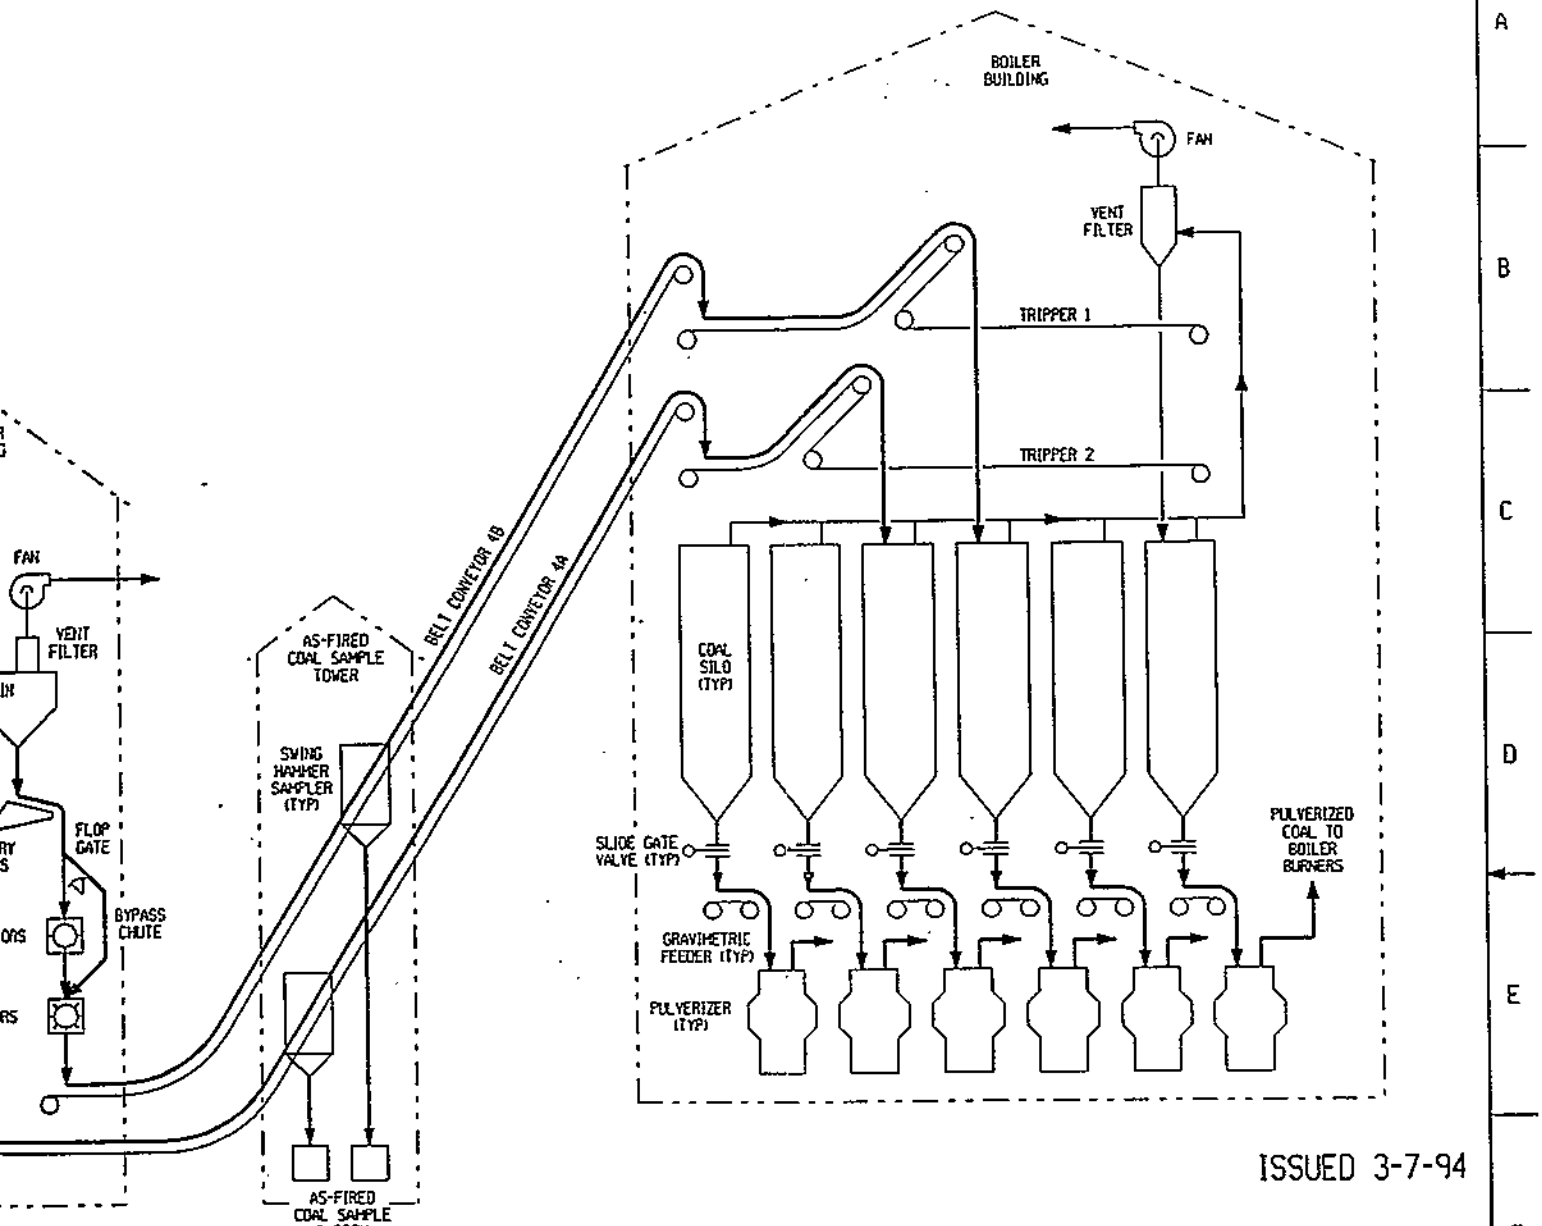 A
BOILER
BUILDING
FAN
VENT
FILTER
B
TRIPPER 1
TRIPPER 2
C
BELT CONVEYOR 4B
BELT CONVEYOR 4A
FAN
VENT
FILTER
AS-FIRED
COAL SAMPLE
TOWER
COAL
SILO
(TYP)
SWING
HAMMER
SAMPLER
(TYP)
D
FLOP
GATE
SLIDE GATE
VALVE (TYP)
PULVERIZED
COAL TO
BOILER
BURNERS
BYPASS
CHUTE
ORS
GRAVIMETRIC
FEEDER (TYP)
PULVERIZER
(TYP)
E
RS
ISSUED 3-7-94
AS-FIRED
COAL SAMPLE